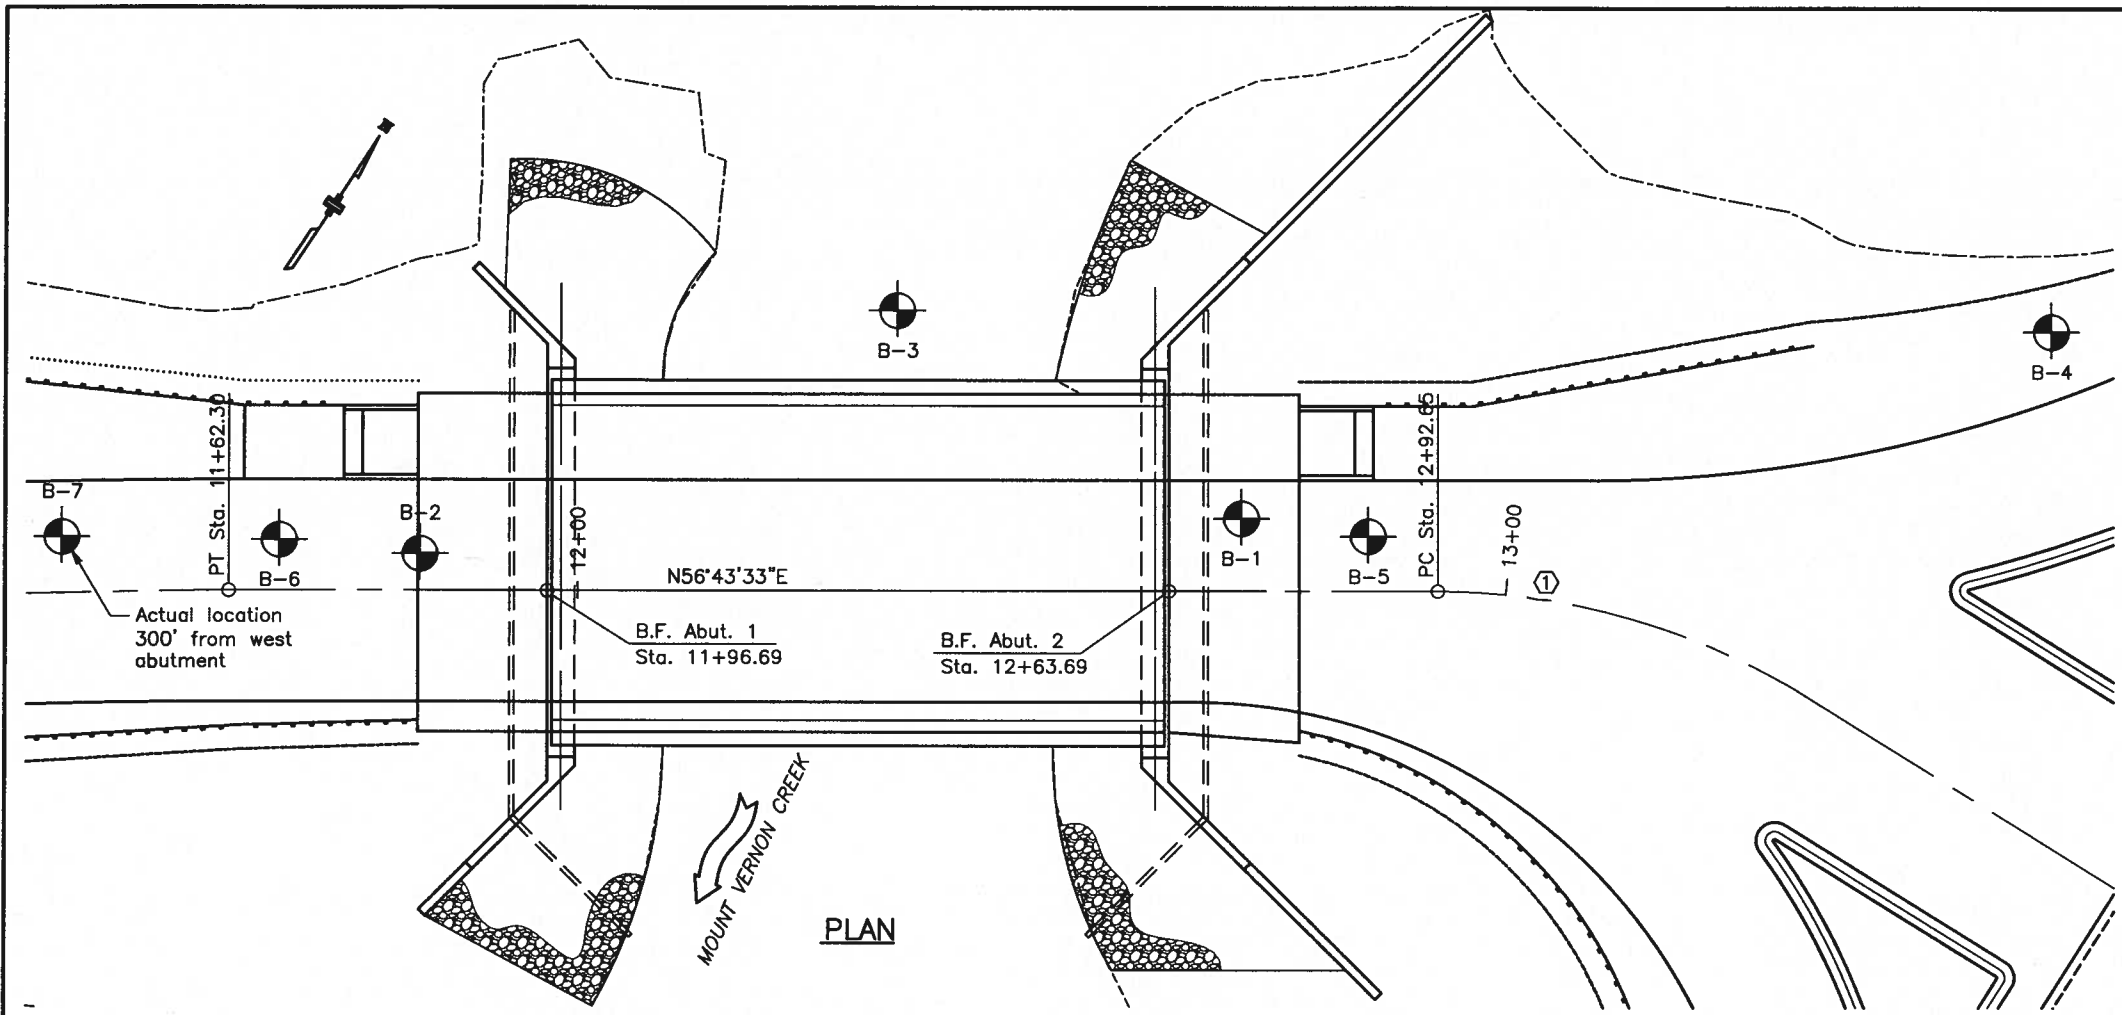 B-3
B-4
PT Sta. 11+62.30
B-7
B-6
B-2
12+00
N56°43'33"E
B-1
B-5
PC Sta. 12+92.65
13+00
1
Actual location
300' from west
abutment
B.F. Abut. 1
Sta. 11+96.69
B.F. Abut. 2
Sta. 12+63.69
MOUNT VERNON CREEK
PLAN